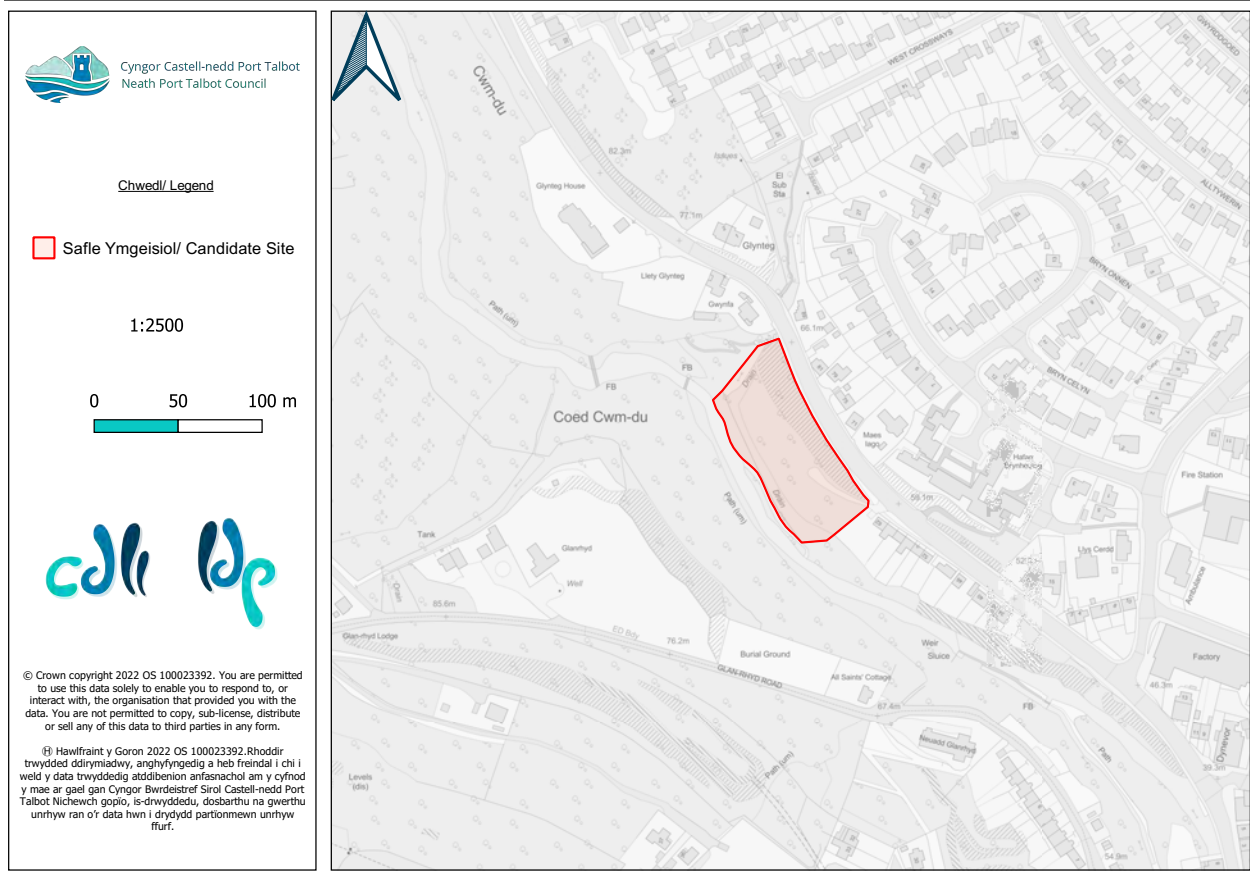 Cyngor Castell-nedd Port Talbot
Neath Port Talbot Council
Chwedl/ Legend
Safle Ymgeisiol/ Candidate Site
1:2500
0 50 100 m
cdll ldp
© Crown copyright 2022 OS 100023392. You are permitted
to use this data solely to enable you to respond to, or
interact with, the organisation that provided you with the
data. You are not permitted to copy, sub-license, distribute
or sell any of this data to third parties in any form.
Ⓗ Hawlfraint y Goron 2022 OS 100023392.Rhoddir
trwydded ddirymiadwy, anghyfyngedig a heb freindal i chi i
weld y data trwyddedig atddibenion anfasnachol am y cyfnod
y mae ar gael gan Cyngor Bwrdeistref Sirol Castell-nedd Port
Talbot Nichewch gopïo, is-drwyddedu, dosbarthu na gwerthu
unrhyw ran o'r data hwn i drydydd partïonmewn unrhyw
ffurf.
WEST CROSSWAYS
Cwm-du
82.3m
Issues
El
Sub
Sta
Issues
Glynteg House
77.1m
ALLTYWERIN
Glynteg
BRYN ONNEN
Llety Glynteg
Gwynfa
Path (um)
66.1m
FB
FB
Drain
BRYN CELYN
Coed Cwm-du
Maes
Iago
Hafan
Brynheulog
Fire Station
58.1m
Path (um)
Drain
Tank
Glanrhyd
Llys Cerdd
Well
Ambulance
Drain
85.6m
ED Bdy
76.2m
Glan-rhyd Lodge
Burial Ground
Weir
Sluice
Factory
GLAN-RHYD ROAD
All Saints' Cottage
46.3m
67.4m
FB
Neuadd Glanrhyd
Path
Dynevor
39.3m
Path (um)
Levels
(dis)
54.9m